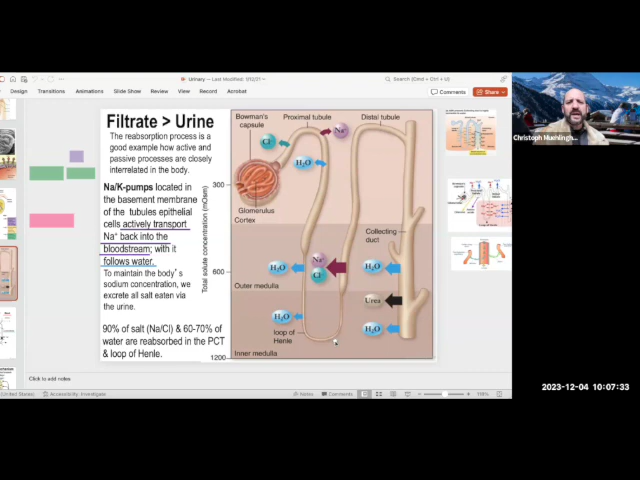 Urinary — Last Modified: 1/12/21
Search (Cmd + Ctrl + U)
Design Transitions Animations Slide Show Review View Recording Acrobat
Comments Share
Filtrate > Urine
The reabsorption process is a
good example how active and
passive processes are closely
interrelated in the body.
Na/K-pumps located in
the basement membrane
of the tubules epithelial
cells actively transport
Na⁺ back into the
bloodstream; with it
follows water.
To maintain the body's
sodium concentration, we
excrete all salt eaten via
the urine.
90% of salt (Na/Cl) & 60-70% of
water are reabsorbed in the PCT
& loop of Henle.
Bowman's
capsule
Proximal tubule
Distal tubule
Cl⁻
Na⁺
H₂O
Glomerulus
Cortex
Total solute concentration (mOsm)
300
600
1200
Collecting
duct
H₂O
Na⁺
Cl⁻
H₂O
Outer medulla
Urea
H₂O
H₂O
loop of
Henle
Inner medulla
Christoph Nuehlingh...
Click to add notes
United States)
Accessibility: Investigate
Notes
Comments
2023-12-04 10:07:33